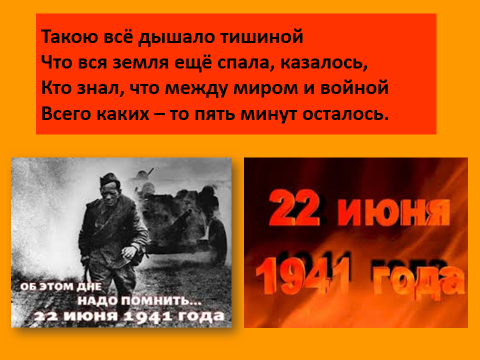 Такою всё дышало тишиной
Что вся земля ещё спала, казалось,
Кто знал, что между миром и войной
Всего каких – то пять минут осталось.
ОБ ЭТОМ ДНЕ
НАДО ПОМНИТЬ...
22 ИЮНЯ 1941 ГОДА
22 июня
1941 года